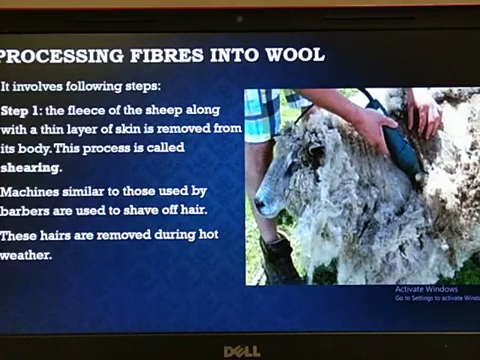 PROCESSING FIBRES INTO WOOL
It involves following steps:
Step 1: the fleece of the sheep along
with a thin layer of skin is removed from
its body. This process is called
shearing.
Machines similar to those used by
barbers are used to shave off hair.
These hairs are removed during hot
weather.
Activate Windows
Go to Settings to activate Wind
DELL